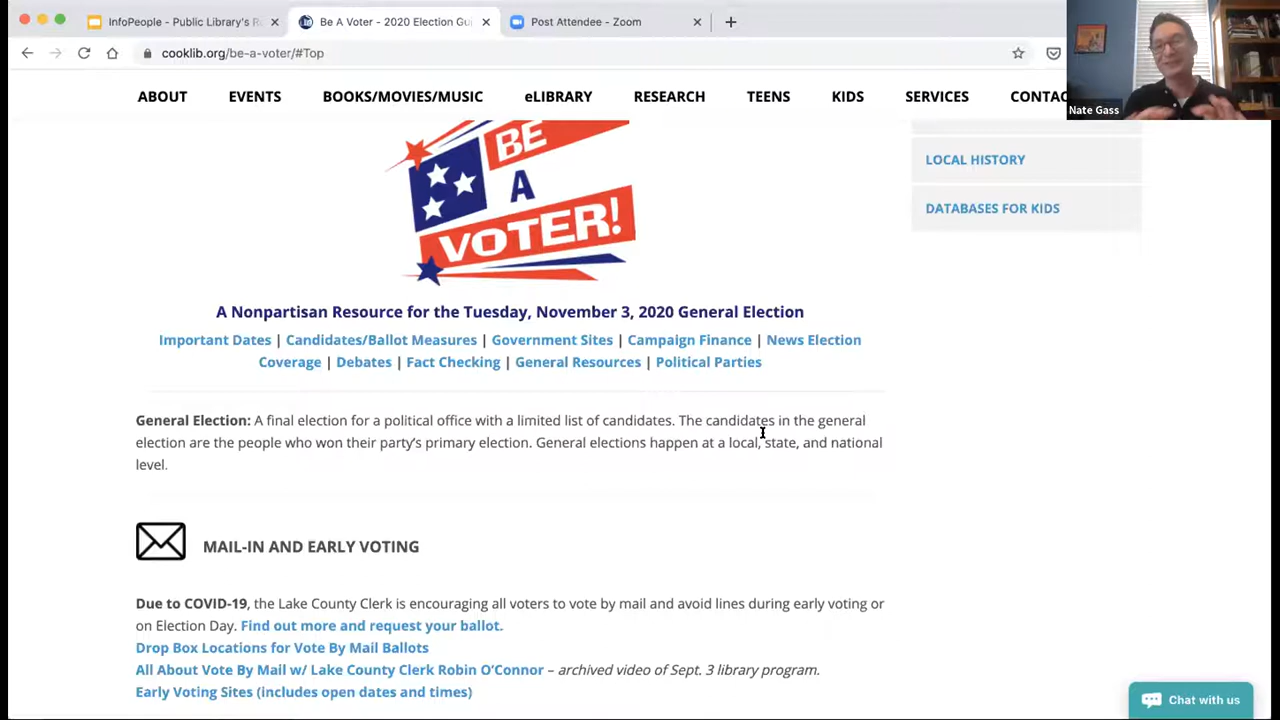 InfoPeople - Public Library's R
Be A Voter - 2020 Election Gu
Post Attendee - Zoom
cooklib.org/be-a-voter/#Top
Nate Gass
ABOUT EVENTS BOOKS/MOVIES/MUSIC eLIBRARY RESEARCH TEENS KIDS SERVICES CONTAC
BE
A
VOTER!
LOCAL HISTORY
DATABASES FOR KIDS
A Nonpartisan Resource for the Tuesday, November 3, 2020 General Election
Important Dates | Candidates/Ballot Measures | Government Sites | Campaign Finance | News Election
Coverage | Debates | Fact Checking | General Resources | Political Parties
General Election: A final election for a political office with a limited list of candidates. The candidates in the general
election are the people who won their party's primary election. General elections happen at a local, state, and national
level.
MAIL-IN AND EARLY VOTING
Due to COVID-19, the Lake County Clerk is encouraging all voters to vote by mail and avoid lines during early voting or
on Election Day. Find out more and request your ballot.
Drop Box Locations for Vote By Mail Ballots
All About Vote By Mail w/ Lake County Clerk Robin O'Connor – archived video of Sept. 3 library program.
Early Voting Sites (includes open dates and times)
Chat with us